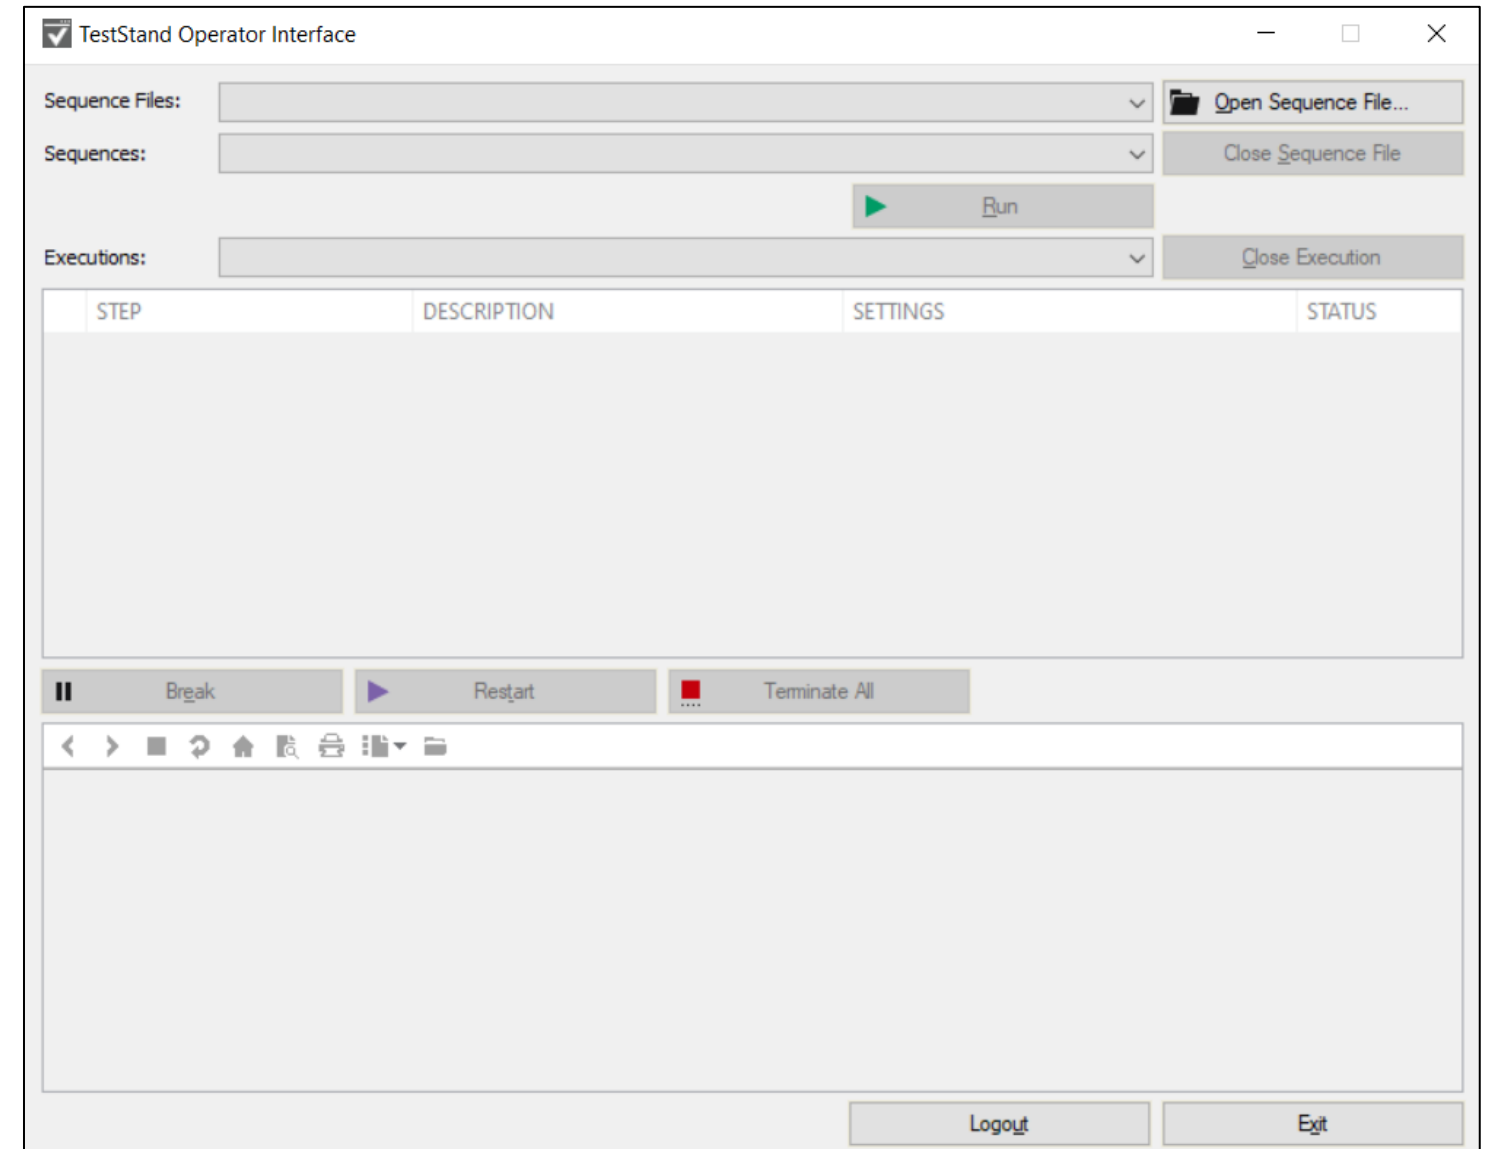 TestStand Operator Interface
Sequence Files:
Open Sequence File...
Sequences:
Close Sequence File
Run
Executions:
Close Execution
STEP DESCRIPTION SETTINGS STATUS
Break Restart Terminate All
Logout Exit